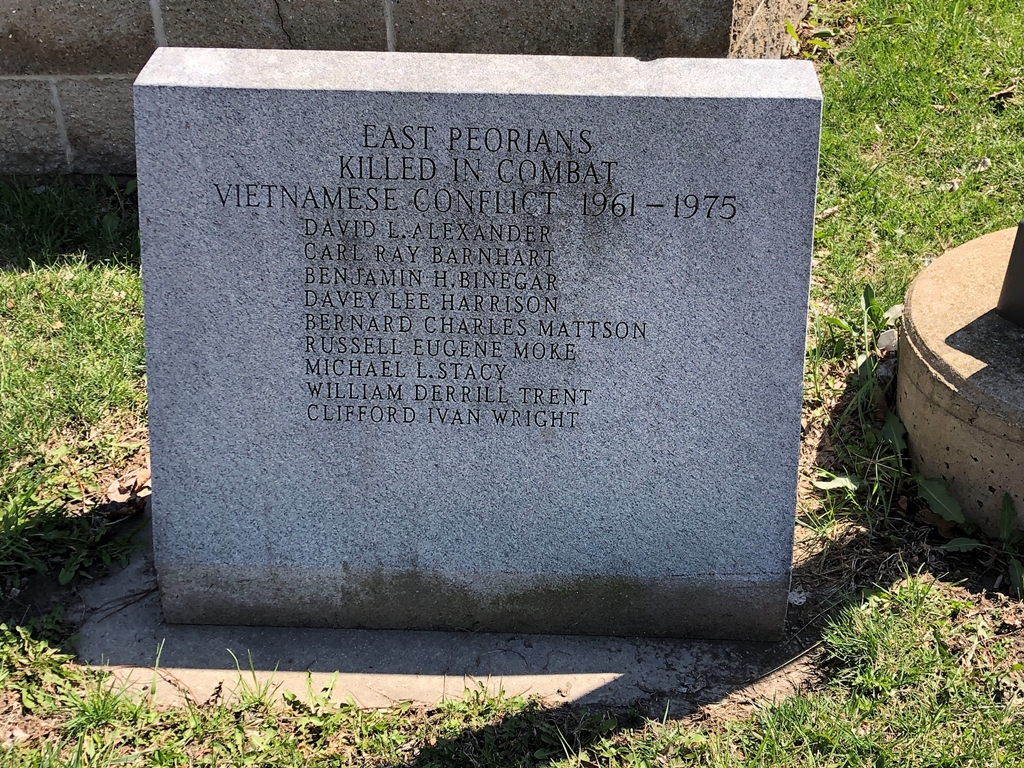 EAST PEORIANS
KILLED IN COMBAT
VIETNAMESE CONFLICT 1961-1975
DAVID L. ALEXANDER
CARL RAY BARNHART
BENJAMIN H. BINEGAR
DAVEY LEE HARRISON
BERNARD CHARLES MATTSON
RUSSELL EUGENE MOKE
MICHAEL L. STACY
WILLIAM DERRILL TRENT
CLIFFORD IVAN WRIGHT